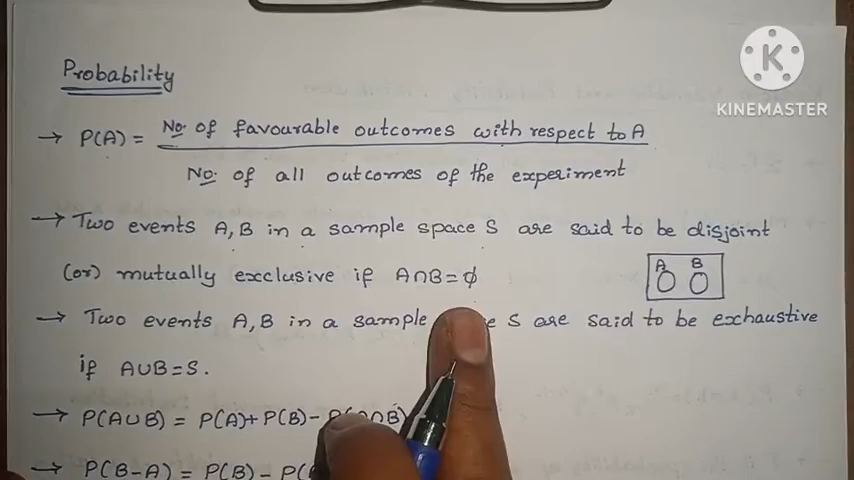 Probability
K
KINEMASTER
→ P(A) = No. of favourable outcomes with respect to A
No. of all outcomes of the experiment
→ Two events A, B in a sample space S are said to be disjoint
(or) mutually exclusive if A∩B = ϕ
A B
→ Two events A, B in a sample S are said to be exhaustive
if A∪B = S.
→ P(A∪B) = P(A) + P(B) - P(A∩B)
→ P(B-A) = P(B) - P(